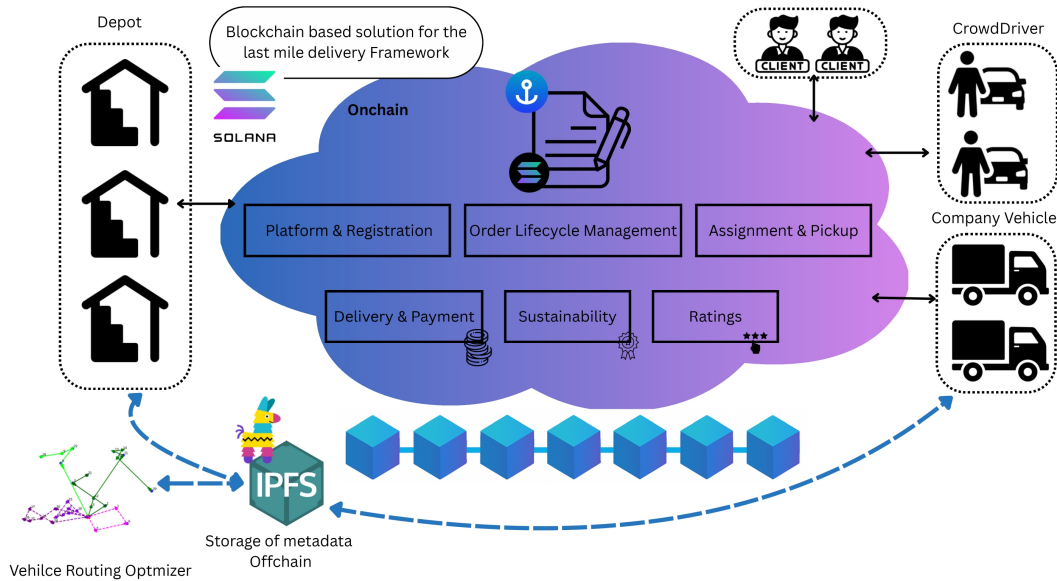 Depot
Blockchain based solution for the
last mile delivery Framework
SOLANA
Onchain
CLIENT CLIENT
CrowdDriver
Platform & Registration
Order Lifecycle Management
Assignment & Pickup
Company Vehicle
Delivery & Payment
Sustainability
Ratings
IPFS
Storage of metadata
Offchain
Vehilce Routing Optmizer